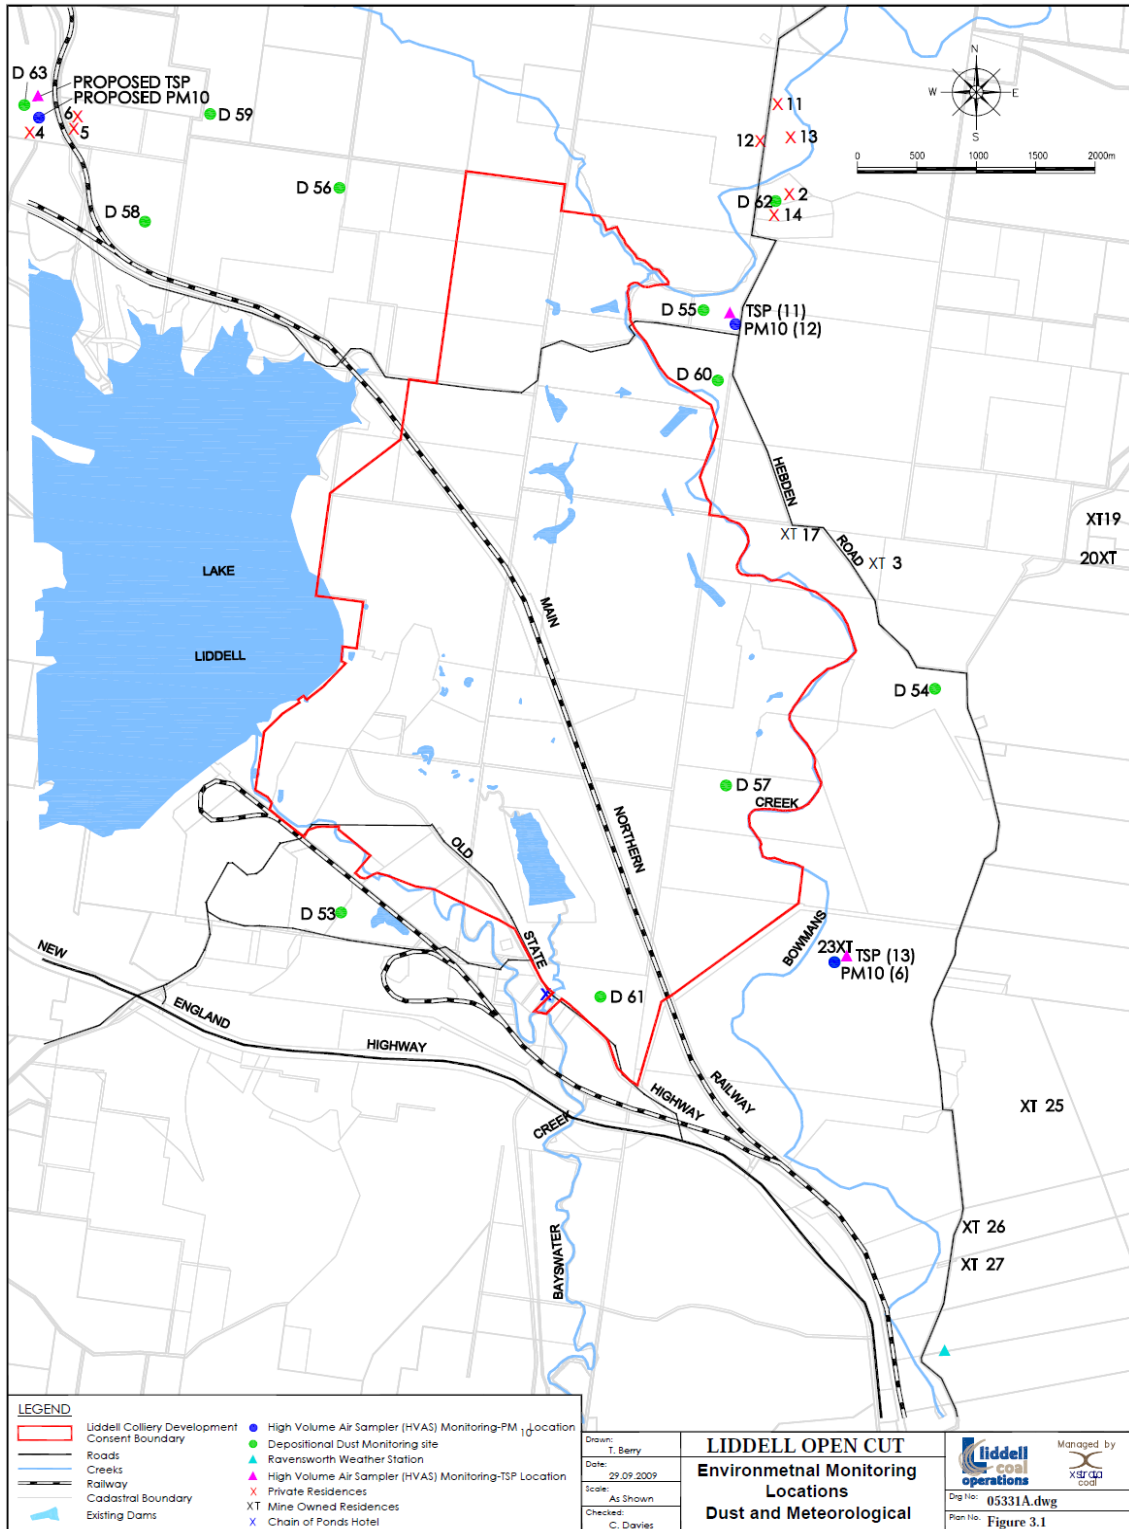 D 63
PROPOSED TSP
PROPOSED PM10
6
X4
5
D 59
D 56
D 58
N
W
E
S
11
12
13
D 62
2
14
0
500
1000
1500
2000m
D 55
TSP (11)
PM10 (12)
D 60
HEBDEN
ROAD
XT 17
XT 3
XT19
20XT
LAKE
LIDDELL
MAIN
NORTHERN
RAILWAY
D 54
D 57
CREEK
BOWMANS
OLD
STATE
HIGHWAY
D 53
23XT
TSP (13)
PM10 (6)
D 61
X
NEW
ENGLAND
HIGHWAY
CREEK
BAYSWATER
XT 25
XT 26
XT 27
LEGEND
Liddell Colliery Development
Consent Boundary
Roads
Creeks
Railway
Cadastral Boundary
Existing Dams
High Volume Air Sampler (HVAS) Monitoring-PM10 Location
Depositional Dust Monitoring site
Ravensworth Weather Station
High Volume Air Sampler (HVAS) Monitoring-TSP Location
X Private Residences
XT Mine Owned Residences
X Chain of Ponds Hotel
Drawn:
T. Berry
Date:
29.09.2009
Scale:
As Shown
Checked:
C. Davies
LIDDELL OPEN CUT
Environmetnal Monitoring
Locations
Dust and Meteorological
liddell
coal
operations
Managed by
xstrata
coal
Drg No: 05331A.dwg
Plan No. Figure 3.1